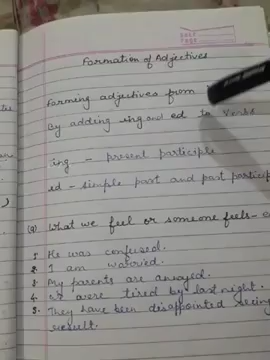 Formation of Adjectives
Forming adjectives from
By adding ing and ed to Verbs
ing - present participle
ed - simple past and past particip
(a) What we feel or someone feels-
1. He was confused.
2. I am worried.
3. My parents are annoyed.
4. We were tired by last night.
5. They have been disappointed seeing
result.